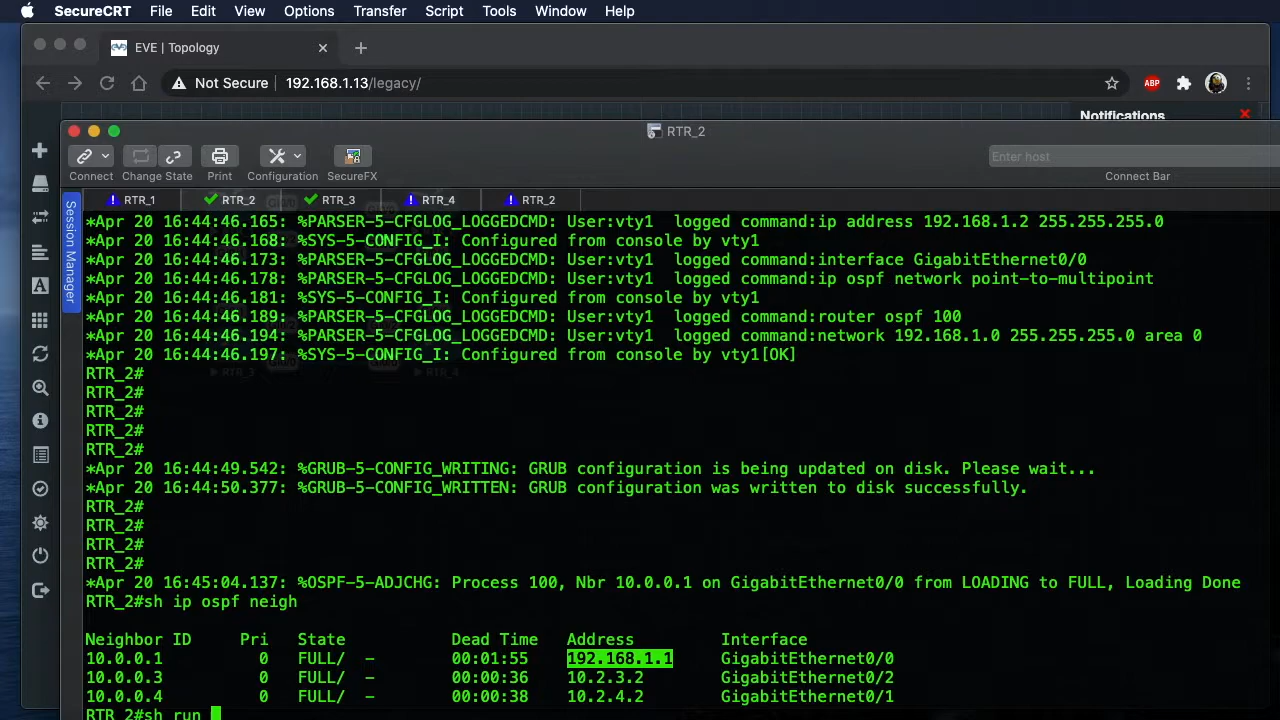 SecureCRT File Edit View Options Transfer Script Tools Window Help
EVE | Topology
Not Secure 192.168.1.13/legacy/
ABP
Notifications
RTR_2
Enter host
Connect Change State Print Configuration SecureFX Connect Bar
RTR_1 RTR_2 RTR_3 RTR_4 RTR_2
Session Manager
*Apr 20 16:44:46.165: %PARSER-5-CFGLOG_LOGGEDCMD: User:vty1  logged command:ip address 192.168.1.2 255.255.255.0
*Apr 20 16:44:46.168: %SYS-5-CONFIG_I: Configured from console by vty1
*Apr 20 16:44:46.173: %PARSER-5-CFGLOG_LOGGEDCMD: User:vty1  logged command:interface GigabitEthernet0/0
*Apr 20 16:44:46.178: %PARSER-5-CFGLOG_LOGGEDCMD: User:vty1  logged command:ip ospf network point-to-multipoint
*Apr 20 16:44:46.181: %SYS-5-CONFIG_I: Configured from console by vty1
*Apr 20 16:44:46.189: %PARSER-5-CFGLOG_LOGGEDCMD: User:vty1  logged command:router ospf 100
*Apr 20 16:44:46.194: %PARSER-5-CFGLOG_LOGGEDCMD: User:vty1  logged command:network 192.168.1.0 255.255.255.0 area 0
*Apr 20 16:44:46.197: %SYS-5-CONFIG_I: Configured from console by vty1[OK]
RTR_3 RTR_4
RTR_2#
RTR_2#
RTR_2#
RTR_2#
RTR_2#
*Apr 20 16:44:49.542: %GRUB-5-CONFIG_WRITING: GRUB configuration is being updated on disk. Please wait...
*Apr 20 16:44:50.377: %GRUB-5-CONFIG_WRITTEN: GRUB configuration was written to disk successfully.
RTR_2#
RTR_2#
RTR_2#
RTR_2#
*Apr 20 16:45:04.137: %OSPF-5-ADJCHG: Process 100, Nbr 10.0.0.1 on GigabitEthernet0/0 from LOADING to FULL, Loading Done
RTR_2#sh ip ospf neigh
Neighbor ID Pri State Dead Time Address Interface
10.0.0.1 0 FULL/ - 00:01:55 192.168.1.1 GigabitEthernet0/0
10.0.0.3 0 FULL/ - 00:00:36 10.2.3.2 GigabitEthernet0/2
10.0.0.4 0 FULL/ - 00:00:38 10.2.4.2 GigabitEthernet0/1
RTR_2#sh run